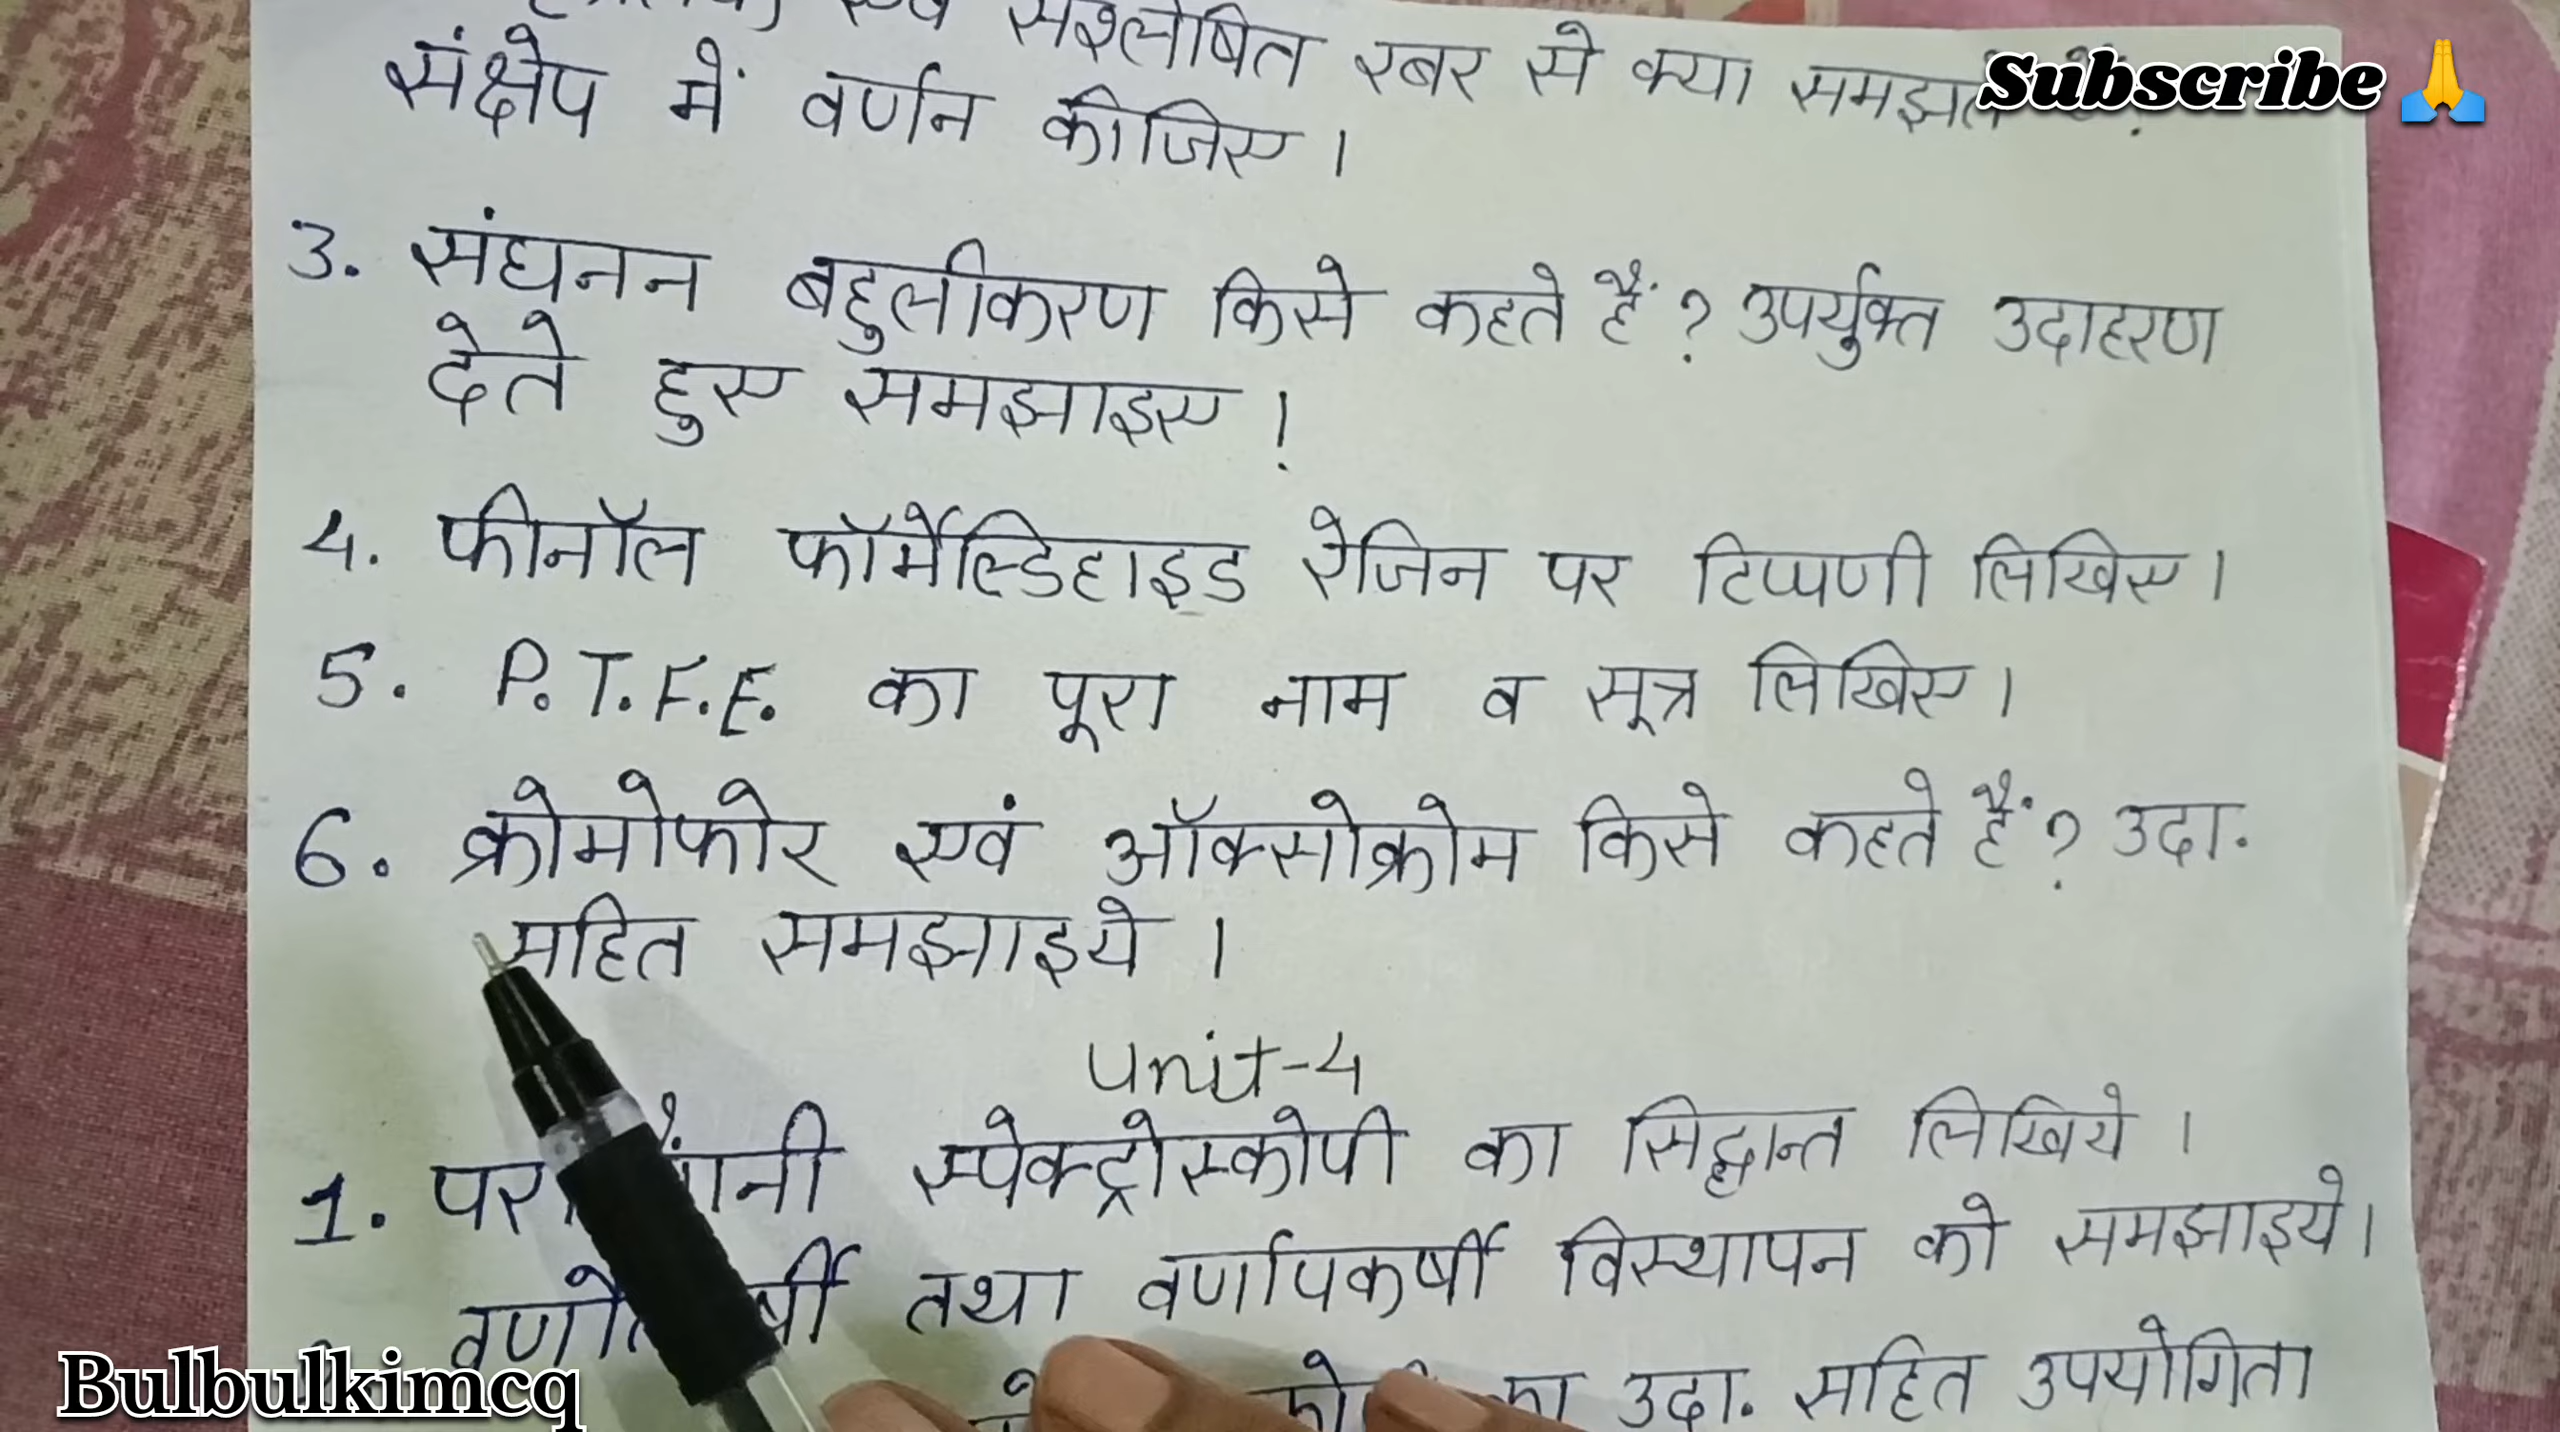 एवं संश्लेषित रबर से क्या समझते
Subscribe 🙏
संक्षेप में वर्णन कीजिए।
3. संघनन बहुलीकरण किसे कहते हैं? उपर्युक्त उदाहरण
देते हुए समझाइए।
4. फीनॉल फॉर्मेल्डिहाइड रेजिन पर टिप्पणी लिखिए।
5. P.T.F.E. का पूरा नाम व सूत्र लिखिए।
6. क्रोमोफोर एवं ऑक्सोक्रोम किसे कहते हैं? उदा.
सहित समझाइये।
Unit-4
1. स्पेक्ट्रोस्कोपी का सिद्धान्त लिखिये।
तथा वर्णापकर्षी विस्थापन को समझाइये।
का उदा. सहित उपयोगिता
Bulbulkimcq